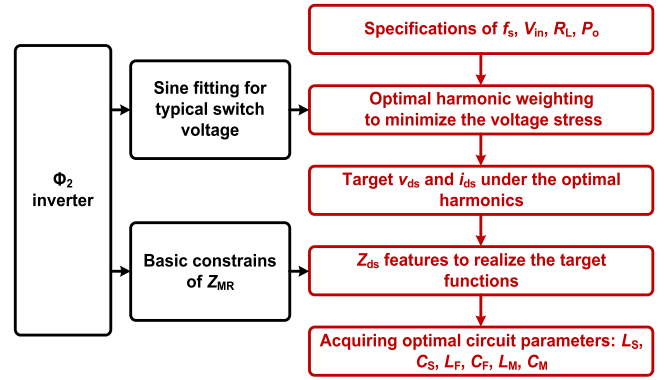 Φ2
inverter
Sine fitting for
typical switch
voltage
Basic constrains
of ZMR
Specifications of fs, Vin, RL, Po
Optimal harmonic weighting
to minimize the voltage stress
Target vds and ids under the optimal
harmonics
Zds features to realize the target
functions
Acquiring optimal circuit parameters: LS,
CS, LF, CF, LM, CM